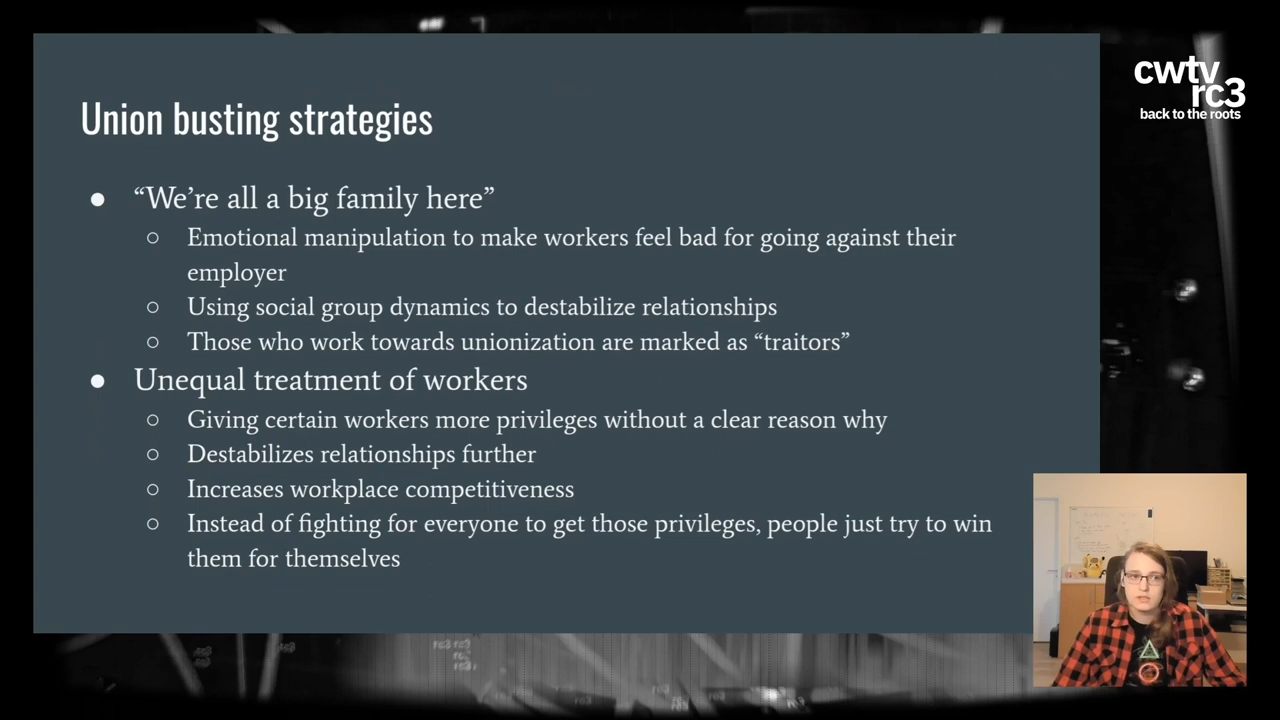 Union busting strategies
● “We’re all a big family here”
○ Emotional manipulation to make workers feel bad for going against their
employer
○ Using social group dynamics to destabilize relationships
○ Those who work towards unionization are marked as “traitors”
● Unequal treatment of workers
○ Giving certain workers more privileges without a clear reason why
○ Destabilizes relationships further
○ Increases workplace competitiveness
○ Instead of fighting for everyone to get those privileges, people just try to win
them for themselves
cwtv
rc3
back to the roots
rc3 rc3